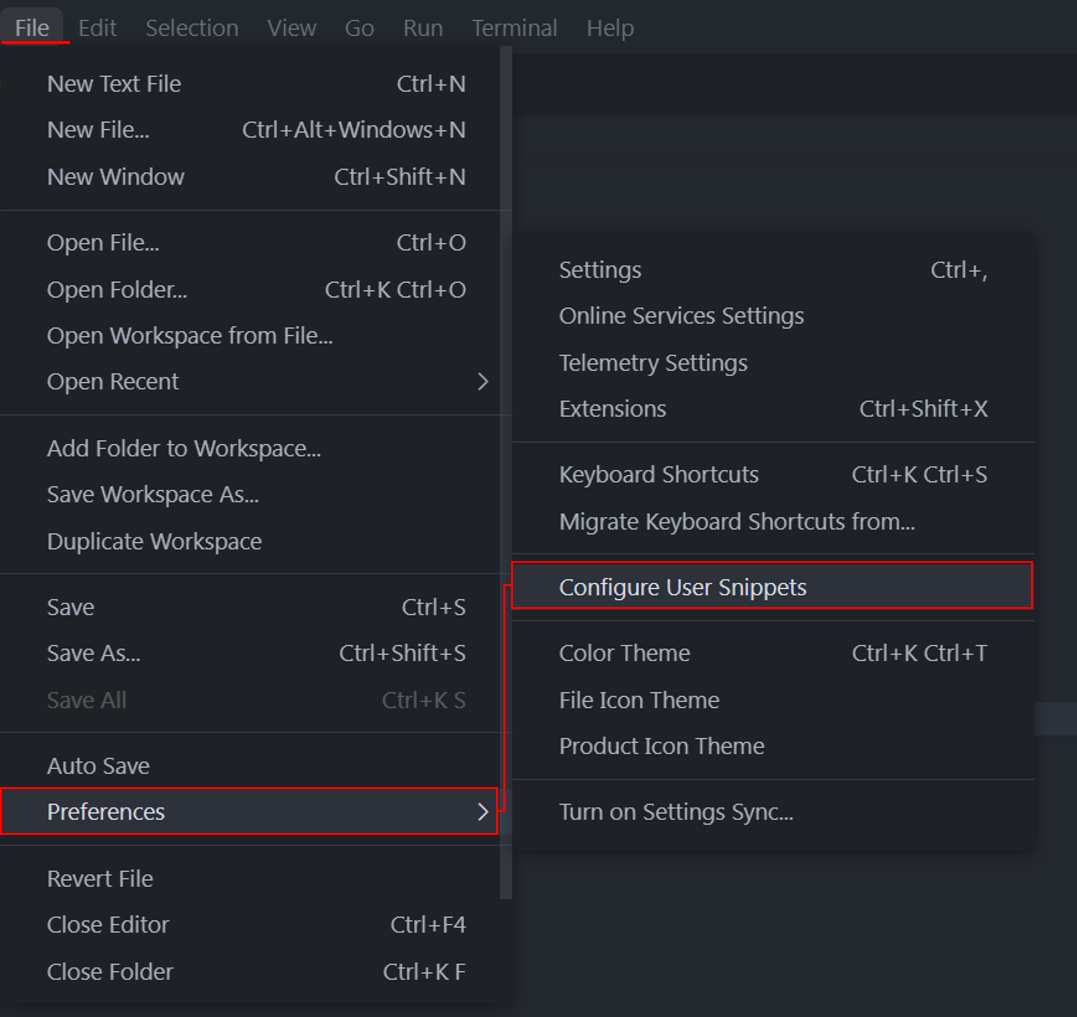 File Edit Selection View Go Run Terminal Help
New Text File Ctrl+N
New File... Ctrl+Alt+Windows+N
New Window Ctrl+Shift+N
Open File... Ctrl+O
Open Folder... Ctrl+K Ctrl+O
Open Workspace from File...
Open Recent
Add Folder to Workspace...
Save Workspace As...
Duplicate Workspace
Save Ctrl+S
Save As... Ctrl+Shift+S
Save All Ctrl+K S
Auto Save
Preferences
Revert File
Close Editor Ctrl+F4
Close Folder Ctrl+K F
Settings Ctrl+,
Online Services Settings
Telemetry Settings
Extensions Ctrl+Shift+X
Keyboard Shortcuts Ctrl+K Ctrl+S
Migrate Keyboard Shortcuts from...
Configure User Snippets
Color Theme Ctrl+K Ctrl+T
File Icon Theme
Product Icon Theme
Turn on Settings Sync...